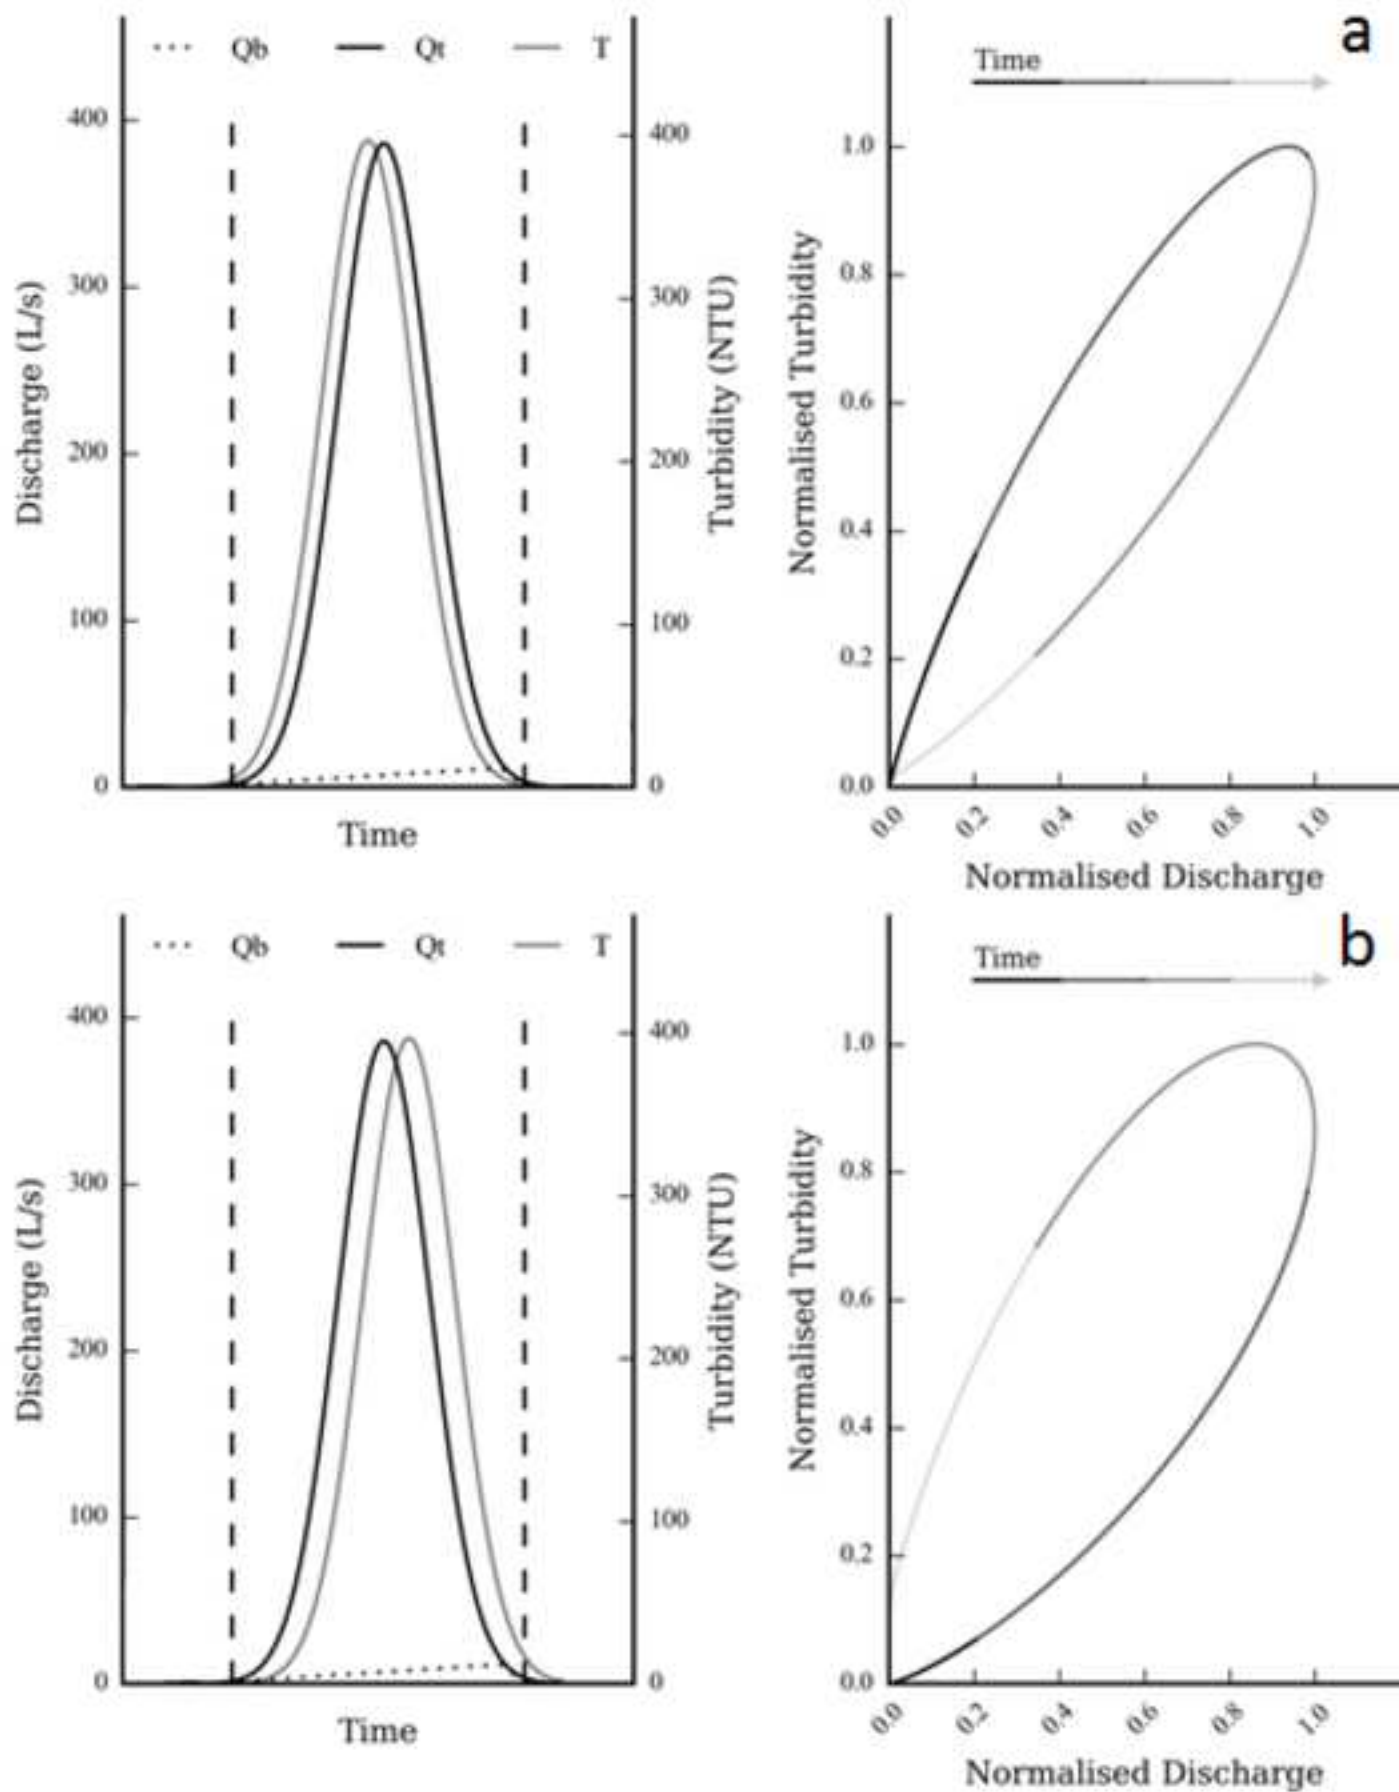 Qb Qt T
400
300
200
100
0
Discharge (L/s)
400
300
200
100
0
Turbidity (NTU)
Time
a
Time
1.0
0.8
0.6
0.4
0.2
0.0
Normalised Turbidity
0.0 0.2 0.4 0.6 0.8 1.0
Normalised Discharge
Qb Qt T
400
300
200
100
0
Discharge (L/s)
400
300
200
100
0
Turbidity (NTU)
Time
b
Time
1.0
0.8
0.6
0.4
0.2
0.0
Normalised Turbidity
0.0 0.2 0.4 0.6 0.8 1.0
Normalised Discharge